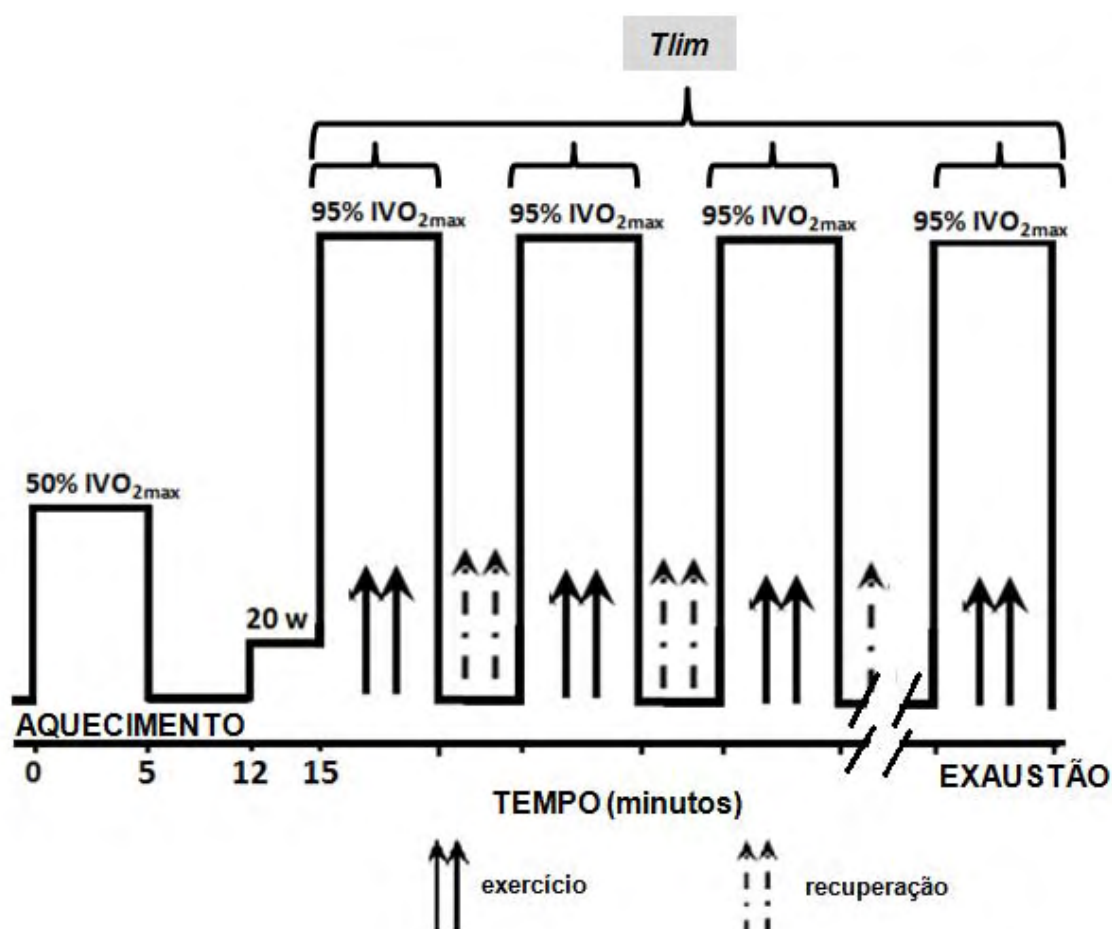 Tlim
95% IVO2max 95% IVO2max 95% IVO2max 95% IVO2max
50% IVO2max
20 w
AQUECIMENTO
0 5 12 15
EXAUSTÃO
TEMPO (minutos)
exercício recuperação